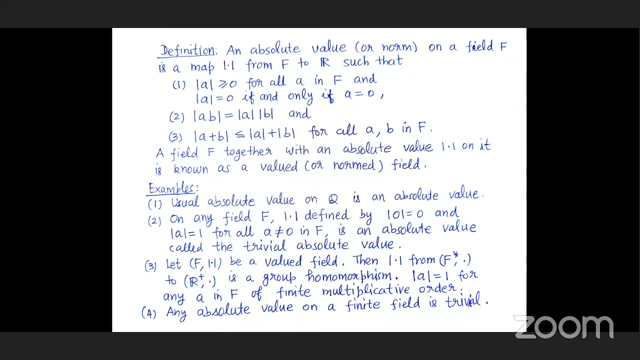 Definition: An absolute value (or norm) on a field F
is a map |·| from F to ℝ such that
(1) |a| ⩾ 0 for all a in F and
|a| = 0 if and only if a = 0,
(2) |ab| = |a| |b| and
(3) |a+b| ≤ |a|+|b| for all a, b in F.
A field F together with an absolute value |·| on it
is known as a valued (or normed) field.
Examples:
(1) Usual absolute value on ℚ is an absolute value.
(2) On any field F, |·| defined by |0| = 0 and
|a| = 1 for all a ≠ 0 in F, is an absolute value
called the trivial absolute value.
(3) Let (F, |·|) be a valued field. Then |·| from (F*, ·)
to (ℝ⁺, ·) is a group homomorphism. |a| = 1 for
any a in F of finite multiplicative order.
(4) Any absolute value on a finite field is trivial.
zoom